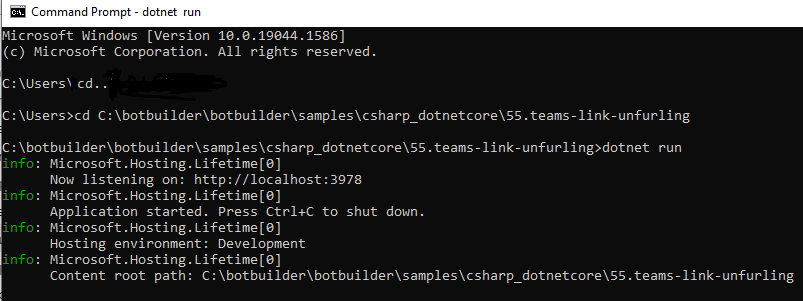 Command Prompt - dotnet run
Microsoft Windows [Version 10.0.19044.1586]
(c) Microsoft Corporation. All rights reserved.
C:\Users\cd..
C:\Users>cd C:\botbuilder\botbuilder\samples\csharp_dotnetcore\55.teams-link-unfurling
C:\botbuilder\botbuilder\samples\csharp_dotnetcore\55.teams-link-unfurling>dotnet run
info: Microsoft.Hosting.Lifetime[0]
Now listening on: http://localhost:3978
info: Microsoft.Hosting.Lifetime[0]
Application started. Press Ctrl+C to shut down.
info: Microsoft.Hosting.Lifetime[0]
Hosting environment: Development
info: Microsoft.Hosting.Lifetime[0]
Content root path: C:\botbuilder\botbuilder\samples\csharp_dotnetcore\55.teams-link-unfurling